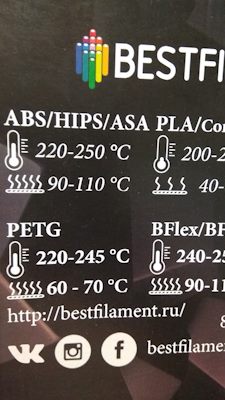 BESTFI
ABS/HIPS/ASA PLA/Con
220-250 °C 200-2
90-110 °C 40-
PETG BFlex/BF
220-245 °C 240-25
60 - 70 °C 90-11
http://bestfilament.ru/
bestfilamen